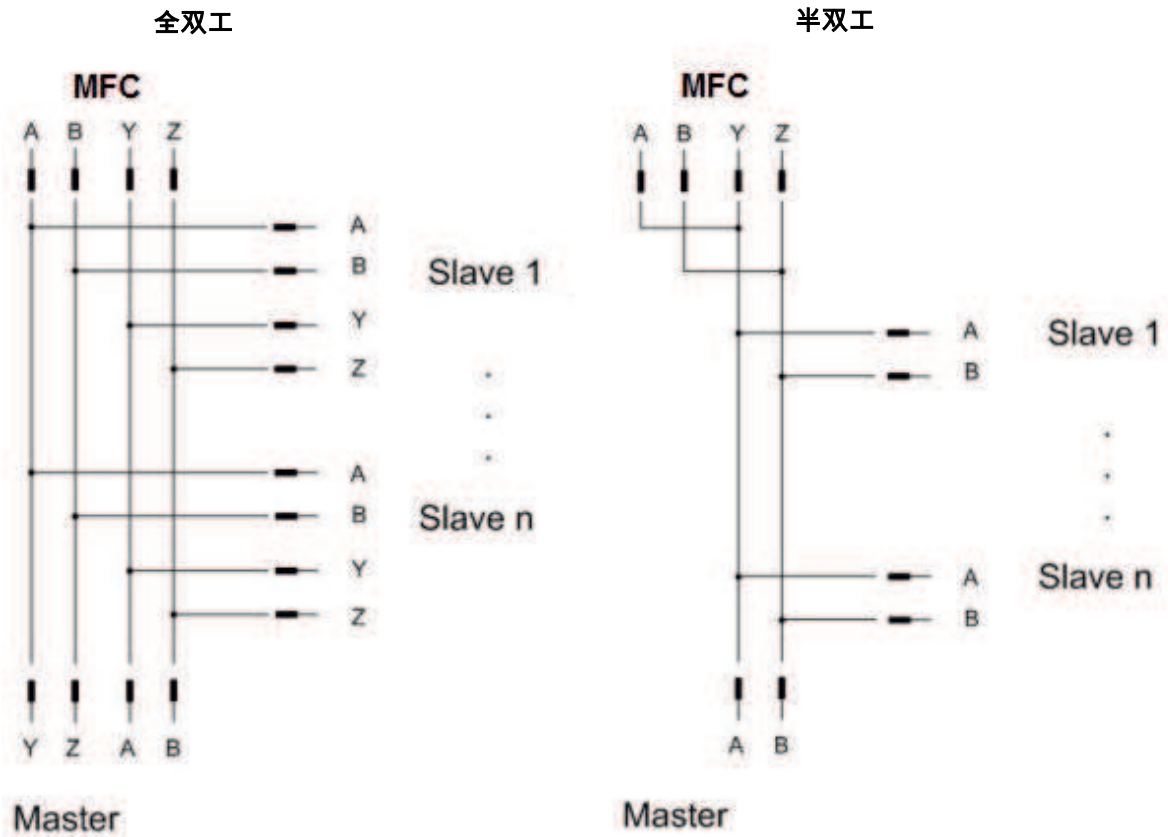 全双工
MFC
A B Y Z
A
B
Slave 1
Y
Z
A
B
Slave n
Y
Z
Y Z A B
Master
半双工
MFC
A B Y Z
A
Slave 1
B
A
Slave n
B
A B
Master